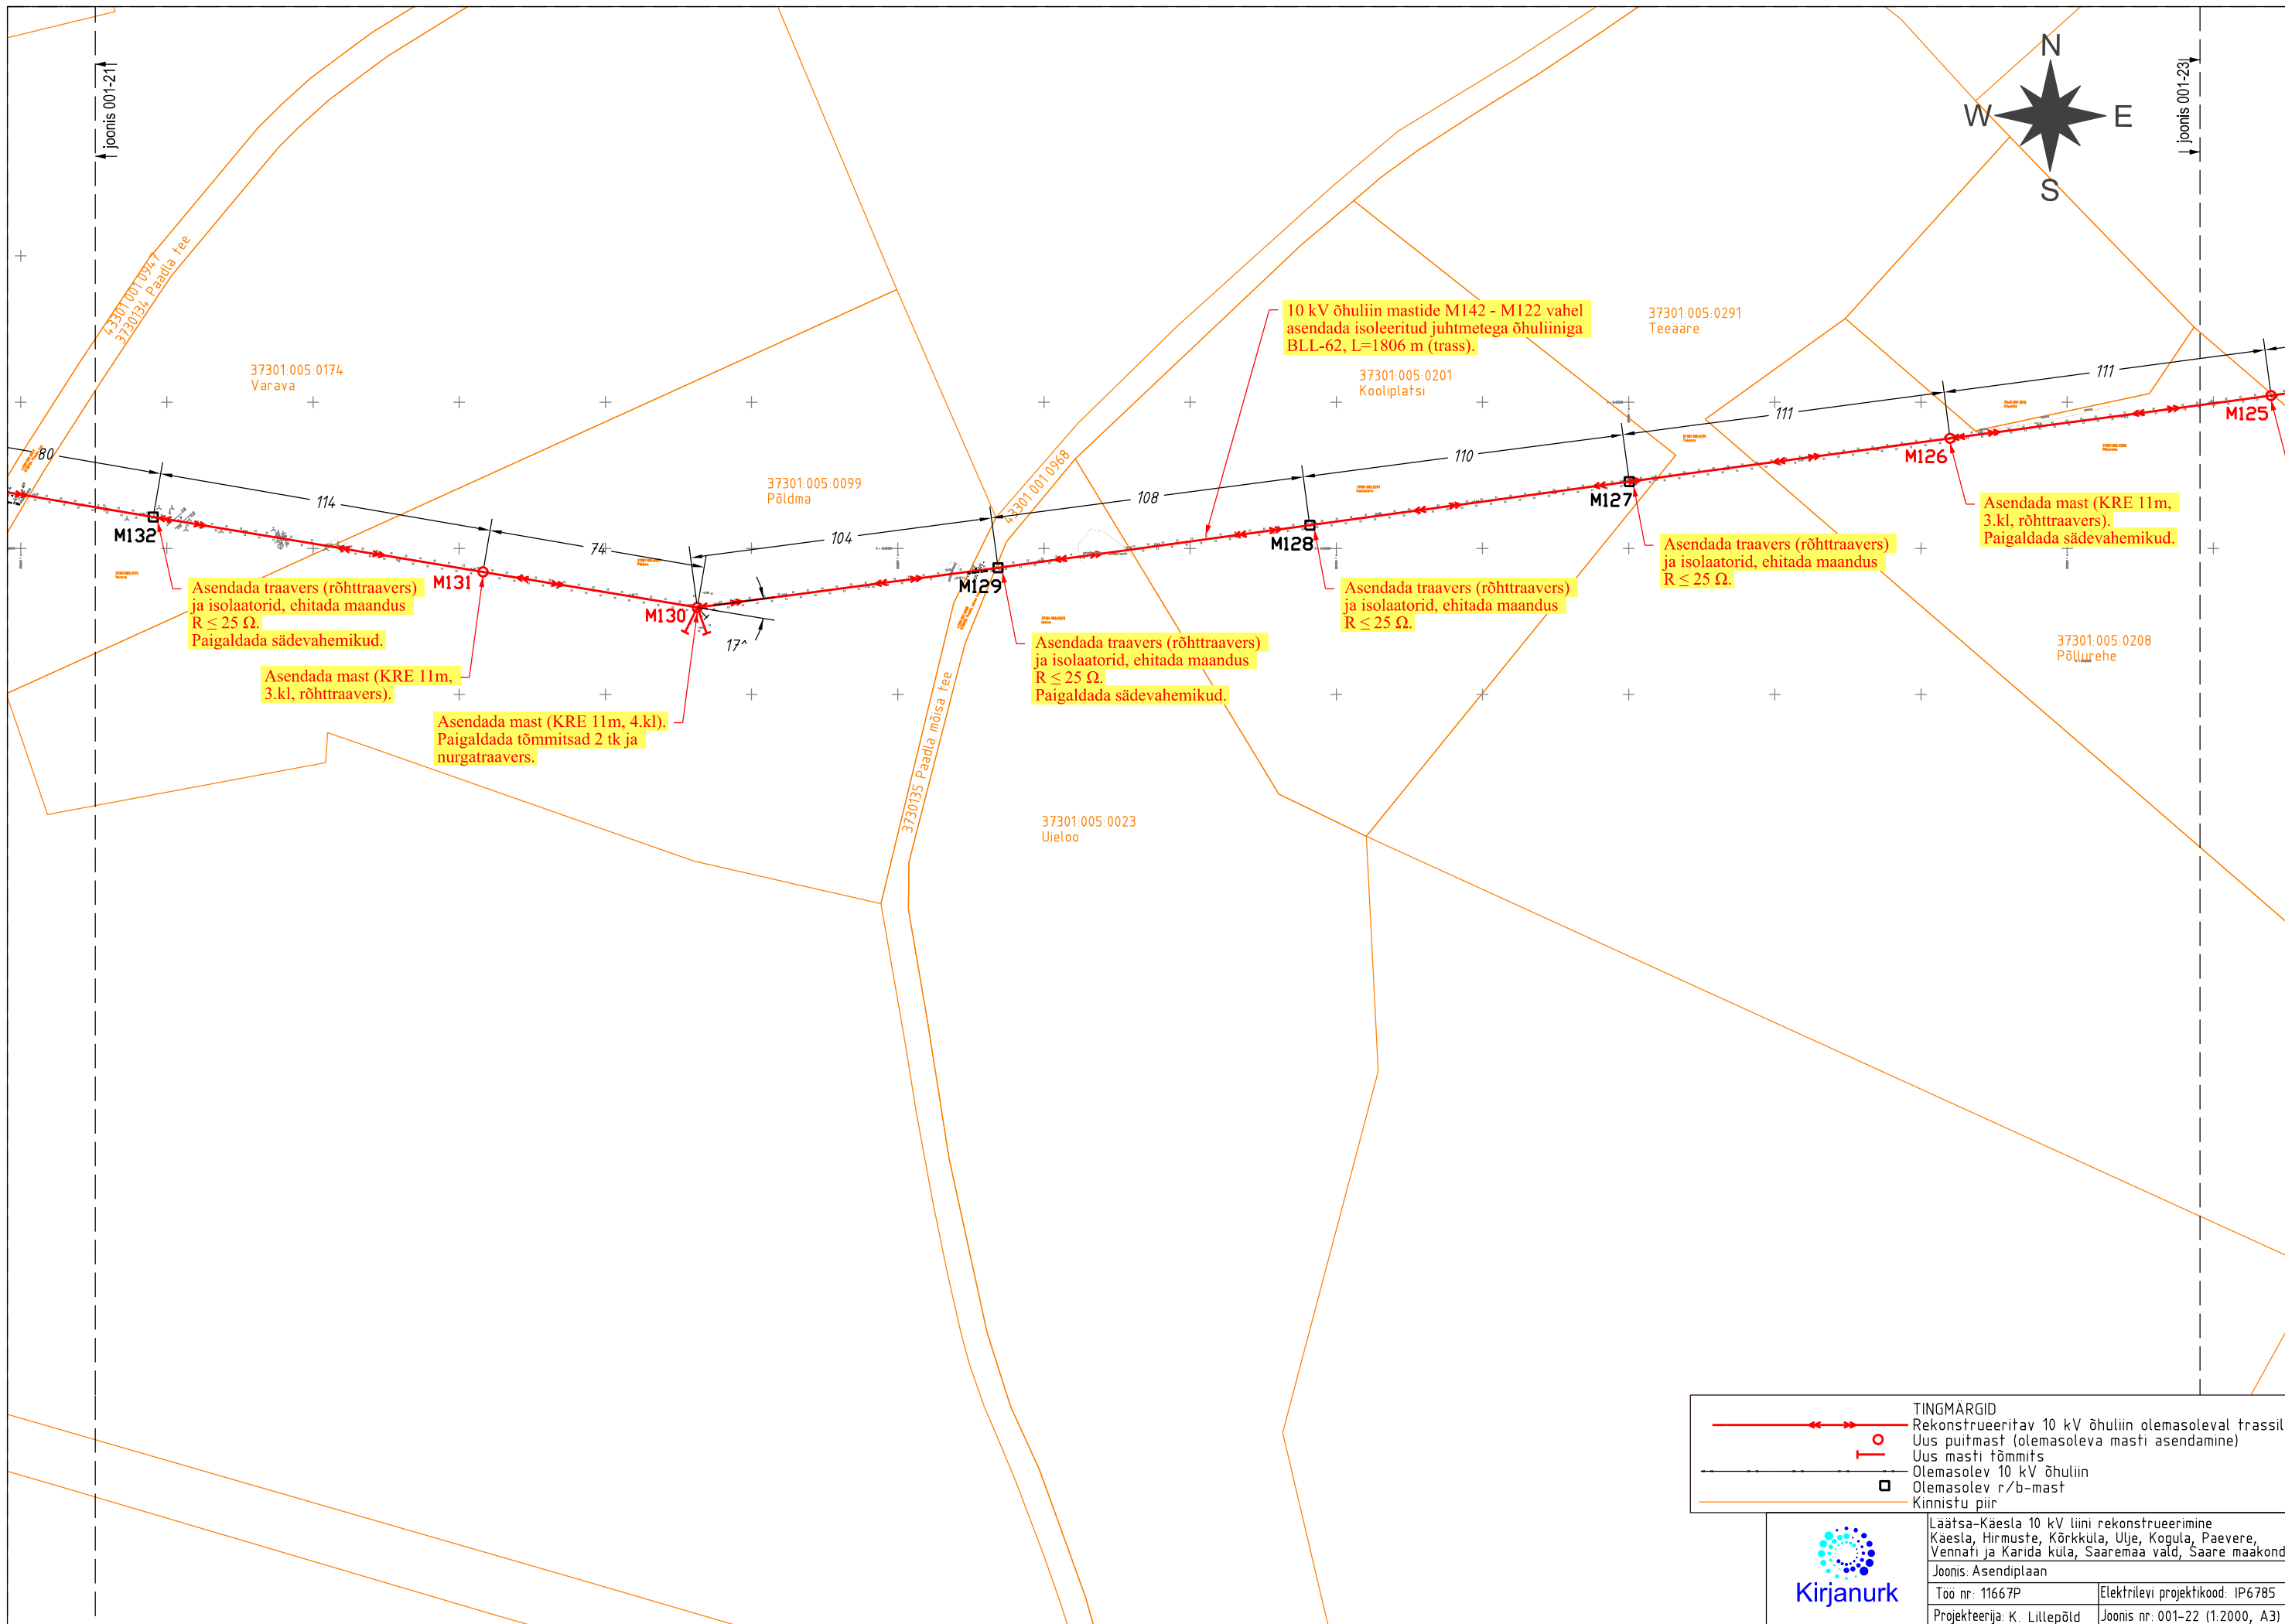 joonis 001-21
joonis 001-23
N
W
E
S
43301:001:0947
3730134 Paadla tee
37301:005:0174
Värava
10 kV õhuliin mastide M142 - M122 vahel
asendada isoleeritud juhtmetega õhuliiniga
BLL-62, L=1806 m (trass).
37301:005:0291
Teeääre
37301:005:0201
Kooliplatsi
37301:005:0099
Põldma
43301:001:0968
80
114
74
104
108
110
111
111
17^
M132
M131
M130
M129
M128
M127
M126
M125
Asendada traavers (rõhttraavers)
ja isolaatorid, ehitada maandus
R ≤ 25 Ω.
Paigaldada sädevahemikud.
Asendada mast (KRE 11m,
3.kl, rõhttraavers).
Asendada mast (KRE 11m, 4.kl).
Paigaldada tõmmitsad 2 tk ja
nurgatraavers.
Asendada traavers (rõhttraavers)
ja isolaatorid, ehitada maandus
R ≤ 25 Ω.
Paigaldada sädevahemikud.
Asendada traavers (rõhttraavers)
ja isolaatorid, ehitada maandus
R ≤ 25 Ω.
Asendada traavers (rõhttraavers)
ja isolaatorid, ehitada maandus
R ≤ 25 Ω.
Asendada mast (KRE 11m,
3.kl, rõhttraavers).
Paigaldada sädevahemikud.
37301:005:0208
Põllurehe
3730135 Paadla mõisa tee
37301:005:0023
Uieloo
TINGMÄRGID
Rekonstrueeritav 10 kV õhuliin olemasoleval trassil
Uus puitmast (olemasoleva masti asendamine)
Uus masti tõmmits
Olemasolev 10 kV õhuliin
Olemasolev r/b-mast
Kinnistu piir
Kirjanurk
Läätsa-Käesla 10 kV liini rekonstrueerimine
Käesla, Hirmuste, Kõrkküla, Ulje, Kogula, Paevere,
Vennati ja Karida küla, Saaremaa vald, Saare maakond
Joonis: Asendiplaan
Töö nr: 11667P
Elektrilevi projektikood: IP6785
Projekteerija: K. Lillepõld
Joonis nr: 001-22 (1:2000, A3)